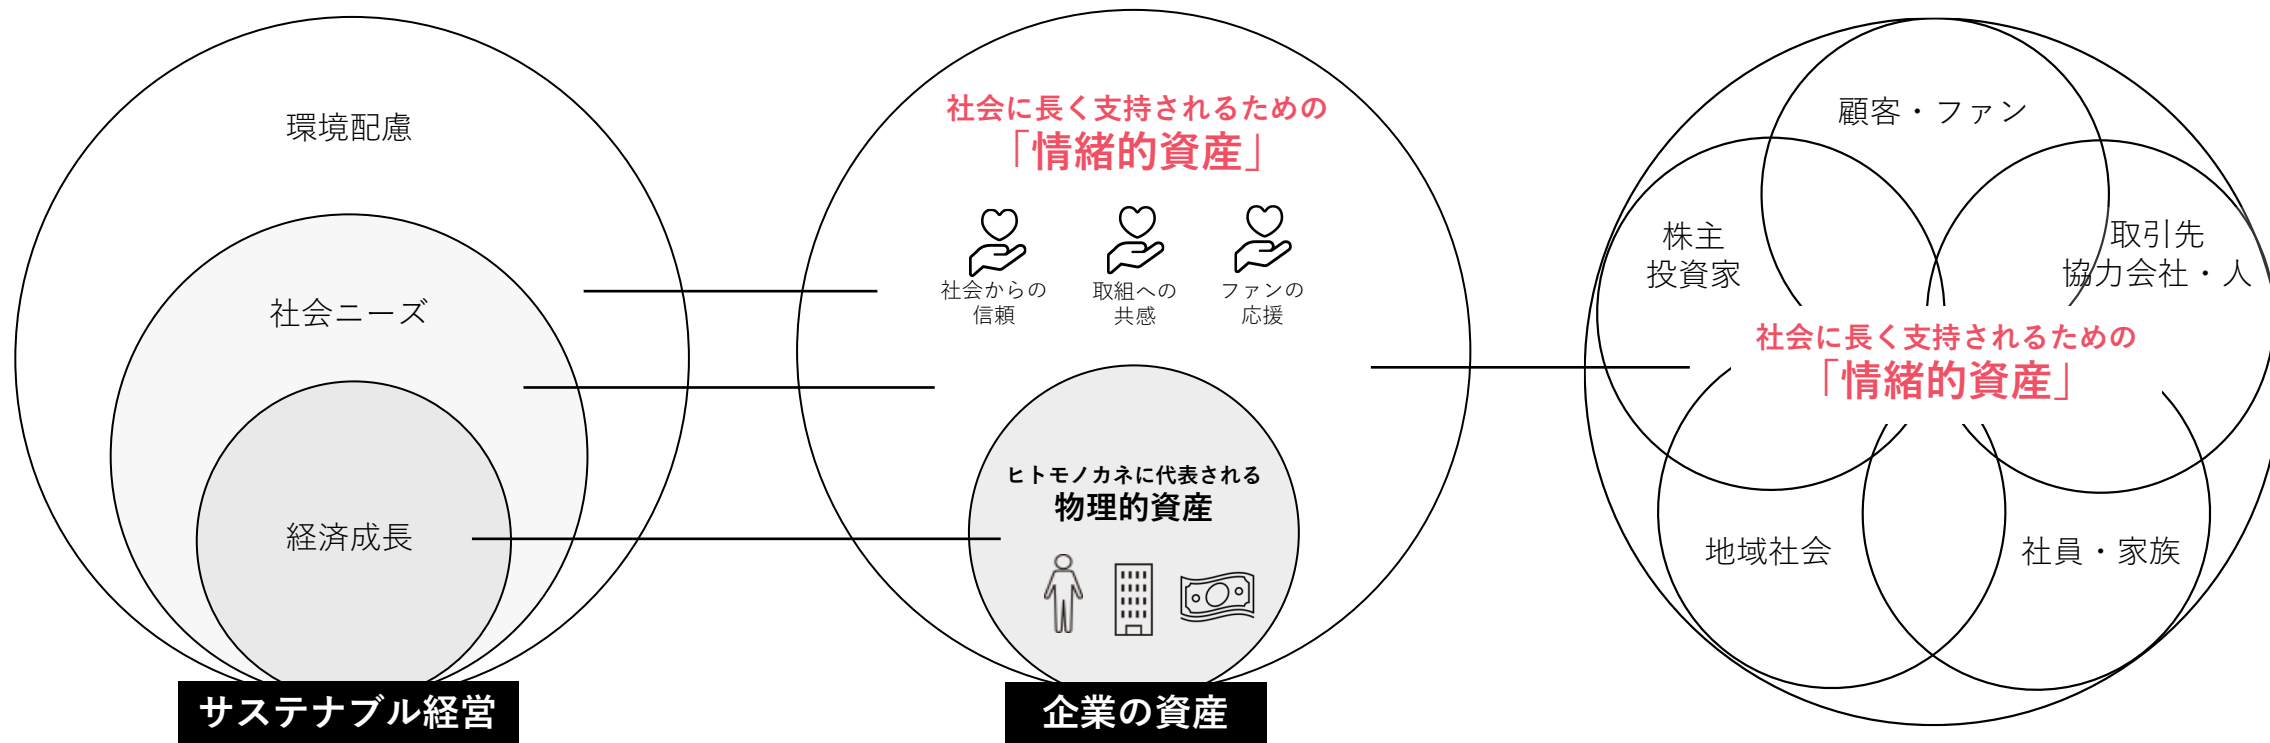 環境配慮
社会ニーズ
経済成長
サステナブル経営
社会に長く支持されるための
「情緒的資産」
社会からの
信頼
取組への
共感
ファンの
応援
ヒトモノカネに代表される
物理的資産
企業の資産
顧客・ファン
株主
投資家
取引先
協力会社・人
社会に長く支持されるための
「情緒的資産」
地域社会
社員・家族